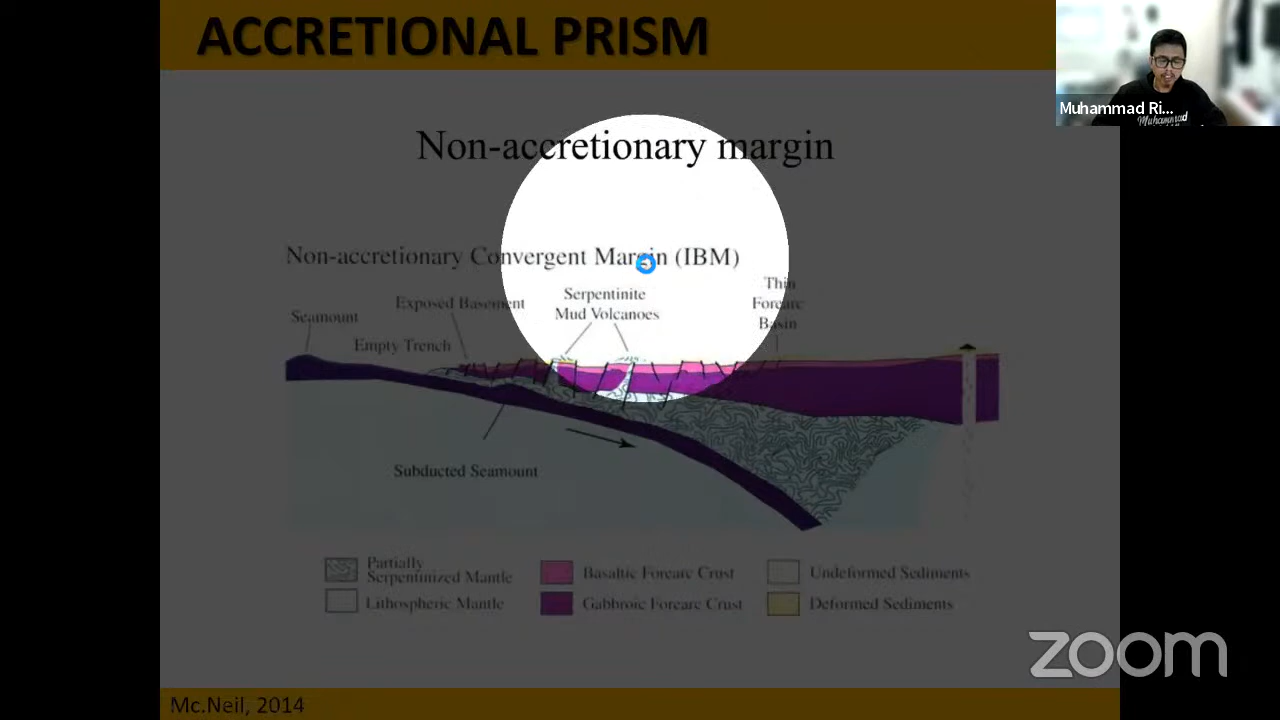 ACCRETIONAL PRISM
Muhammad Ri...
Muhammad
Non-accretionary margin
Non-accretionary Convergent Margin (IBM)
Seamount
Exposed Basement
Empty Trench
Serpentinite
Mud Volcanoes
Thin
Forearc
Basin
Subducted Seamount
Partially
Serpentinized Mantle
Lithospheric Mantle
Basaltic Forearc Crust
Gabbroic Forearc Crust
Undeformed Sediments
Deformed Sediments
zoom
Mc.Neil, 2014